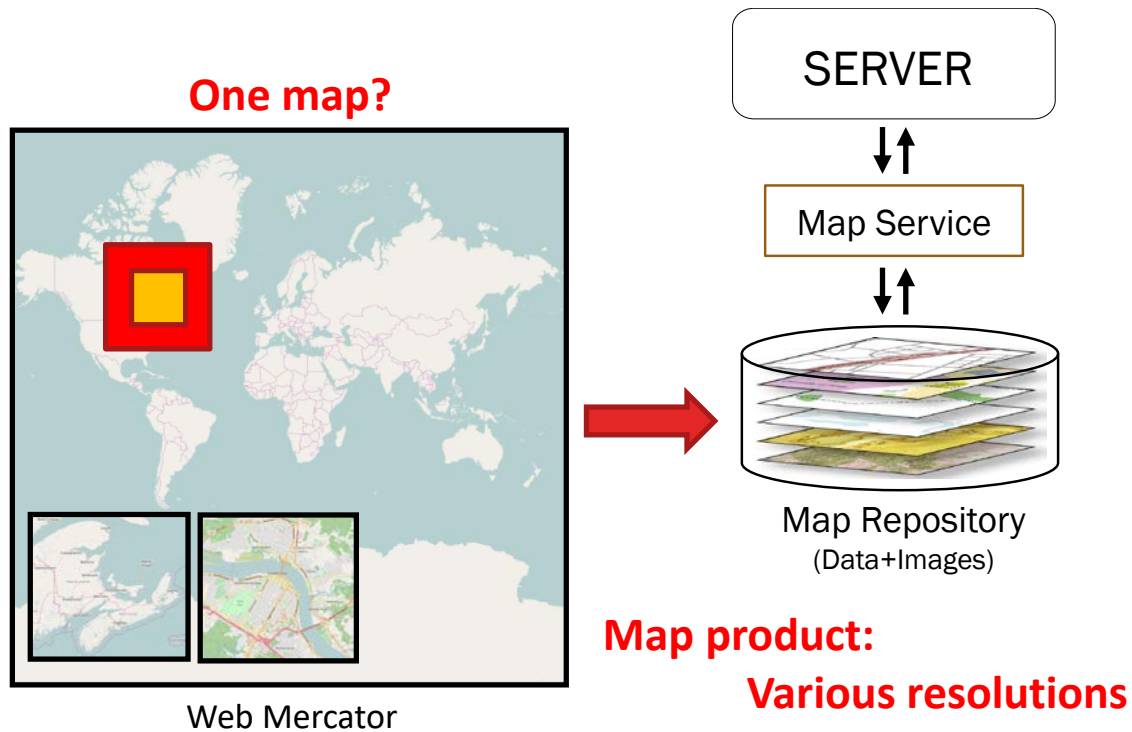 One map?
Web Mercator
SERVER
Map Service
Map Repository
(Data+Images)
Map product:
Various resolutions